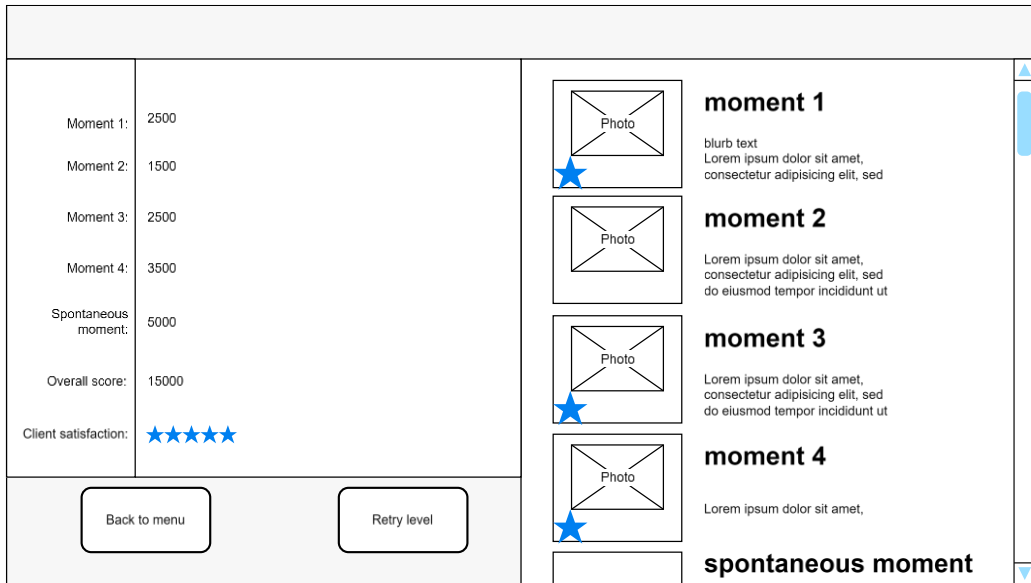 Moment 1:
2500
Moment 2:
1500
Moment 3:
2500
Moment 4:
3500
Spontaneous
moment:
5000
Overall score:
15000
Client satisfaction:
Back to menu
Retry level
Photo
moment 1
blurb text
Lorem ipsum dolor sit amet,
consectetur adipisicing elit, sed
Photo
moment 2
Lorem ipsum dolor sit amet,
consectetur adipisicing elit, sed
do eiusmod tempor incididunt ut
Photo
moment 3
Lorem ipsum dolor sit amet,
consectetur adipisicing elit, sed
do eiusmod tempor incididunt ut
Photo
moment 4
Lorem ipsum dolor sit amet,
spontaneous moment